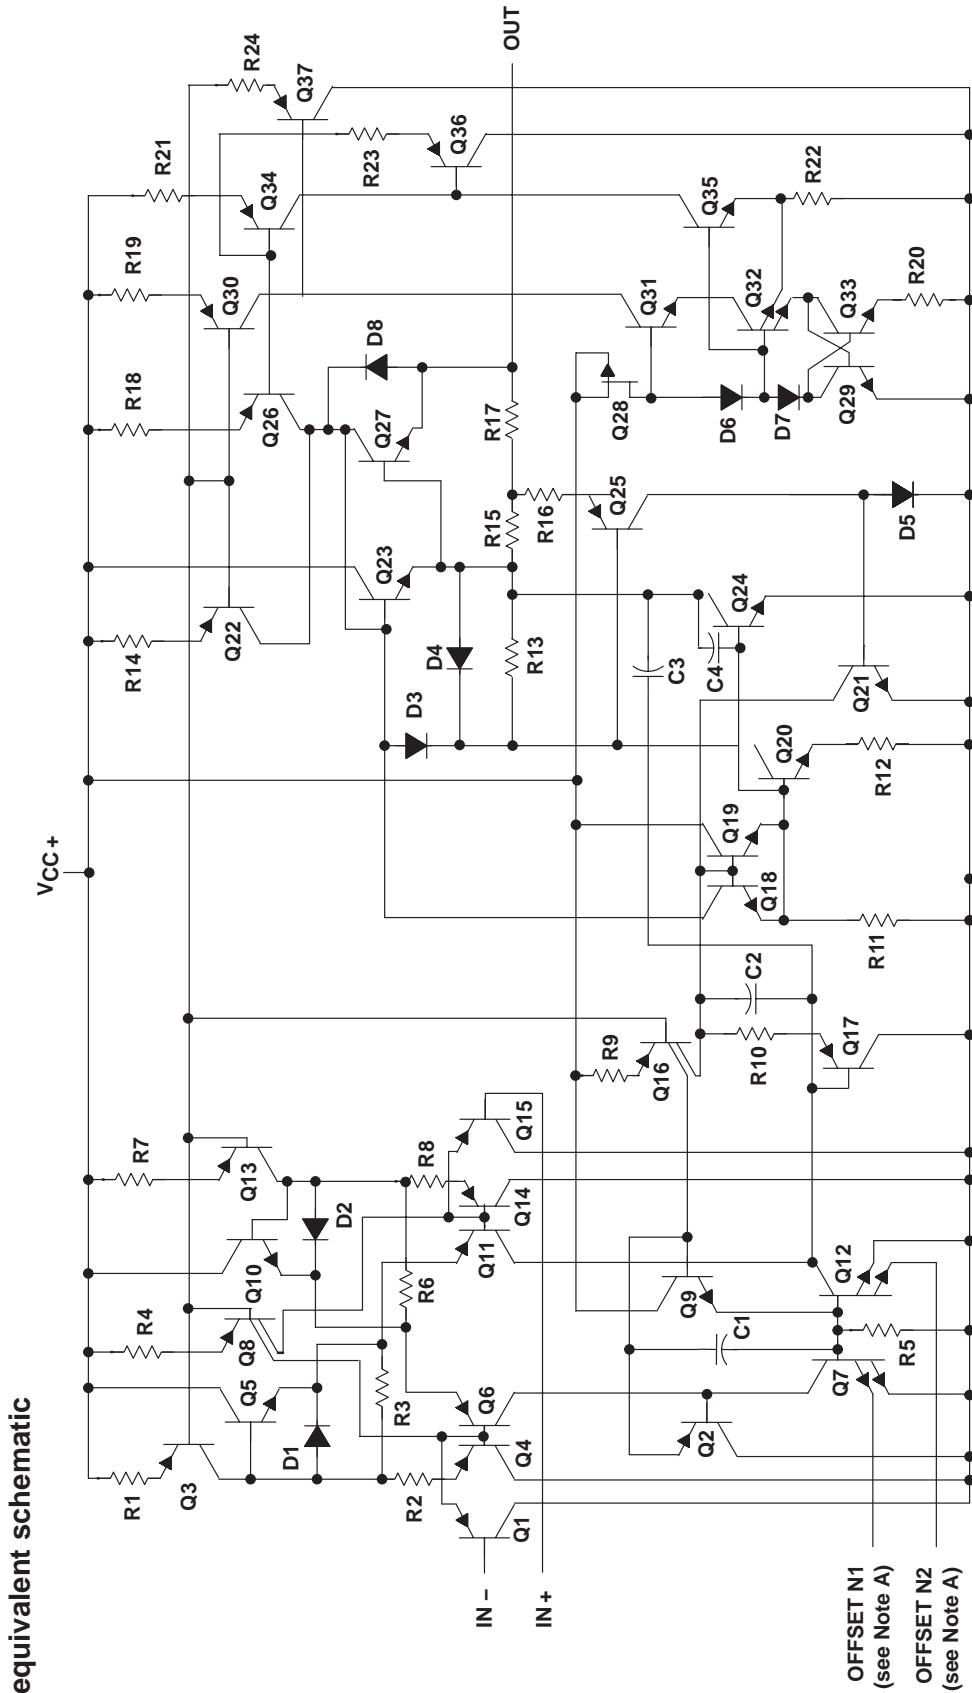 equivalent schematic
VCC+
R1
R4
R7
R14
R18
R19
R21
R24
Q3
Q5
Q8
Q10
Q13
Q22
Q26
Q30
Q34
Q37
D1
D2
R3
R6
R2
R8
Q1
Q4
Q6
Q11
Q14
Q15
IN −
IN +
D3
D4
Q23
Q27
D8
R23
Q36
OUT
R13
R15
R17
R16
R9
Q16
C3
C4
Q24
Q25
Q28
Q31
Q35
Q2
C1
Q9
R10
C2
Q18
Q19
Q20
Q21
D6
D7
Q32
R22
Q7
R5
Q12
Q17
R11
R12
D5
Q29
Q33
R20
OFFSET N1
(see Note A)
OFFSET N2
(see Note A)